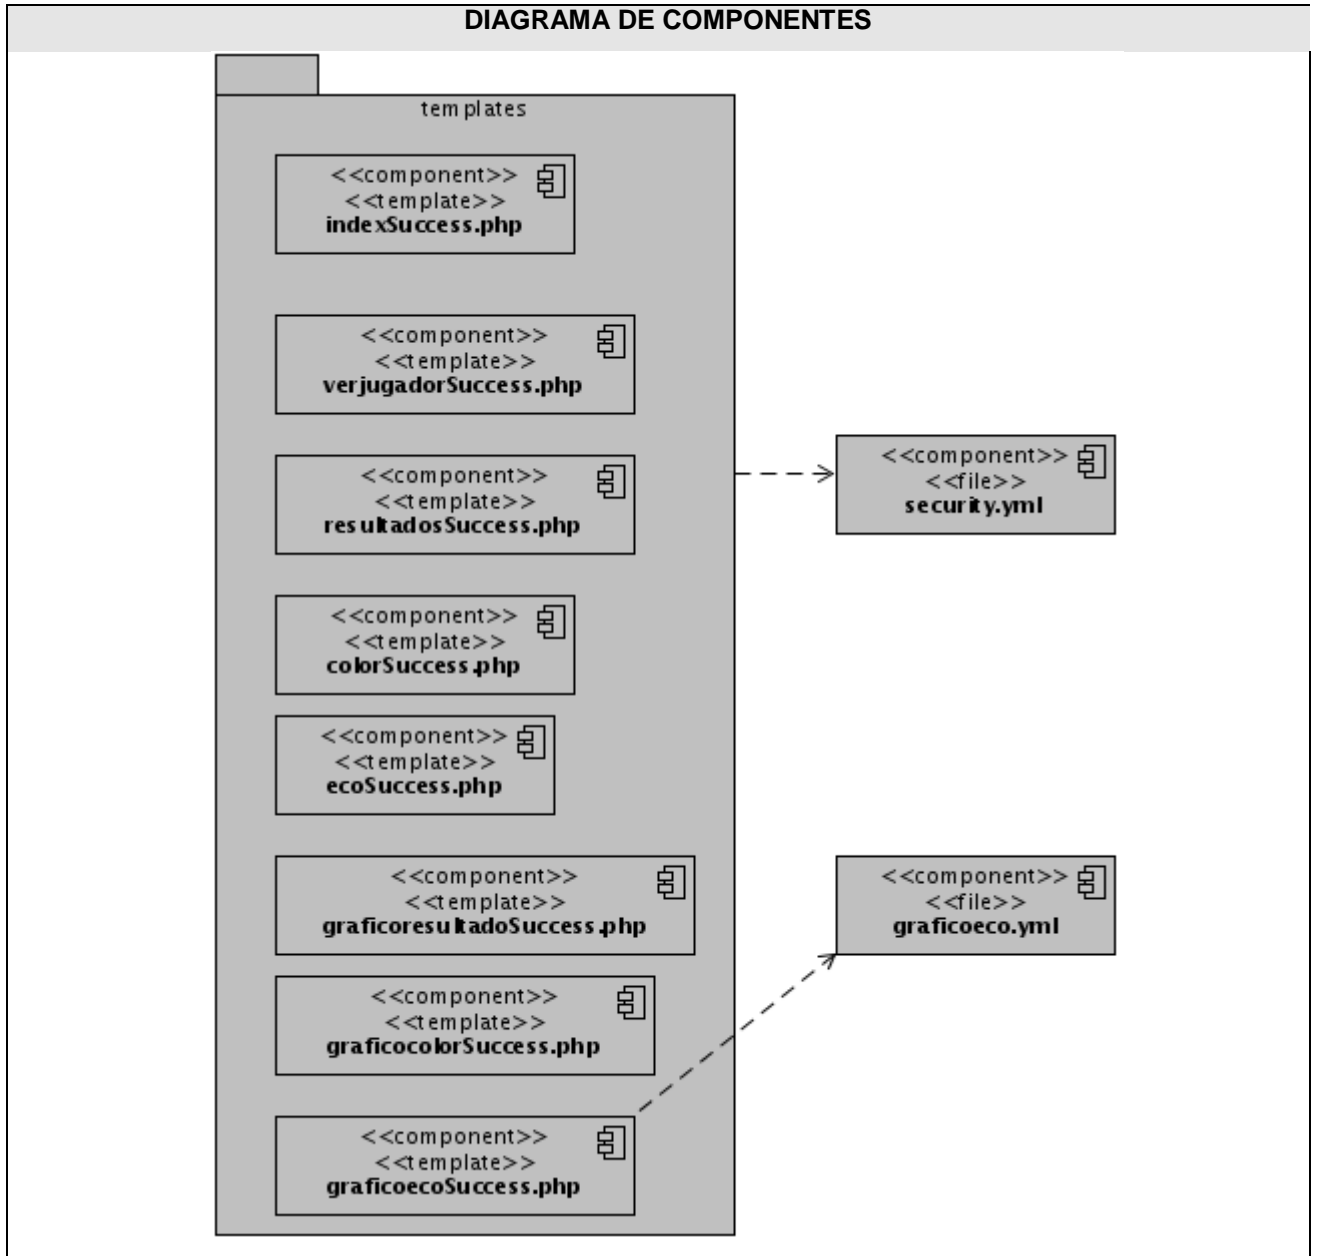 DIAGRAMA DE COMPONENTES
templates
<<component>>
<<template>>
indexSuccess.php
<<component>>
<<template>>
verjugadorSuccess.php
<<component>>
<<template>>
resultadosSuccess.php
<<component>>
<<file>>
security.yml
<<component>>
<<template>>
colorSuccess.php
<<component>>
<<template>>
ecoSuccess.php
<<component>>
<<template>>
graficoresultadoSuccess.php
<<component>>
<<file>>
graficoeco.yml
<<component>>
<<template>>
graficocolorSuccess.php
<<component>>
<<template>>
graficoecoSuccess.php